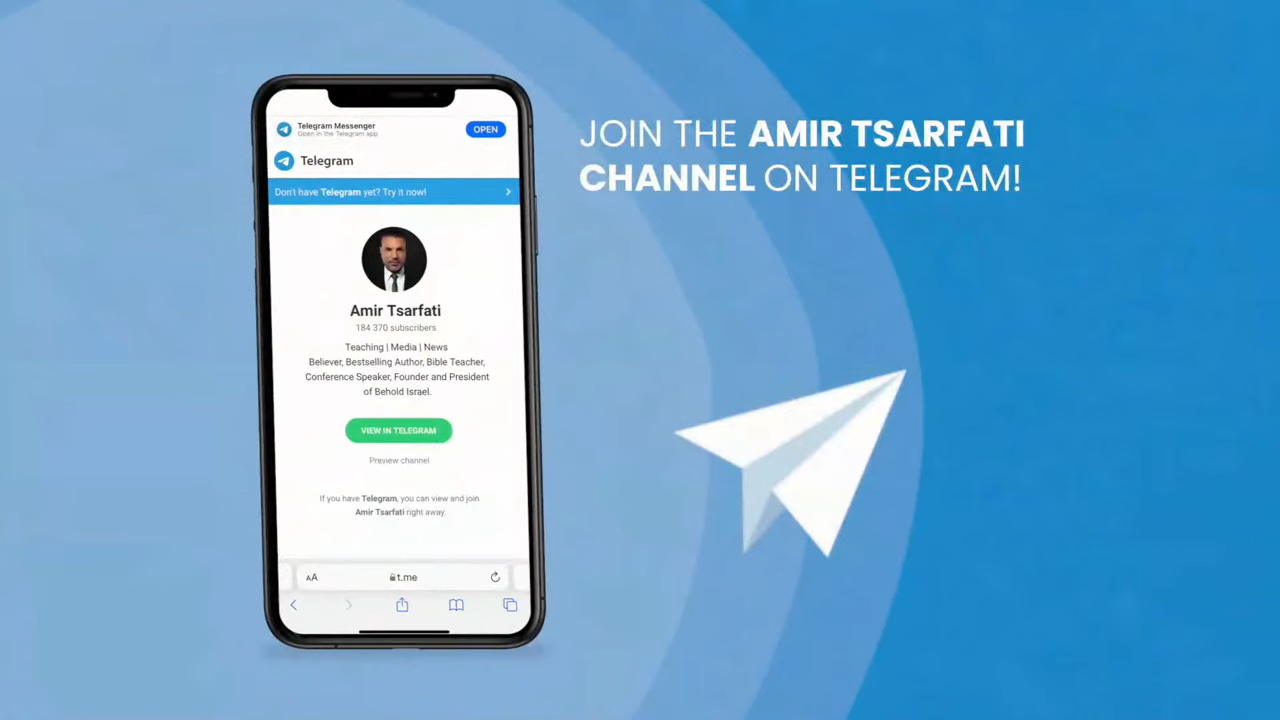 Telegram Messenger
Open in the Telegram app
OPEN
Telegram
Don't have Telegram yet? Try it now!
Amir Tsarfati
184 370 subscribers
Teaching | Media | News
Believer, Bestselling Author, Bible Teacher,
Conference Speaker, Founder and President
of Behold Israel.
VIEW IN TELEGRAM
Preview channel
If you have Telegram, you can view and join
Amir Tsarfati right away.
AA
t.me
JOIN THE AMIR TSARFATI
CHANNEL ON TELEGRAM!